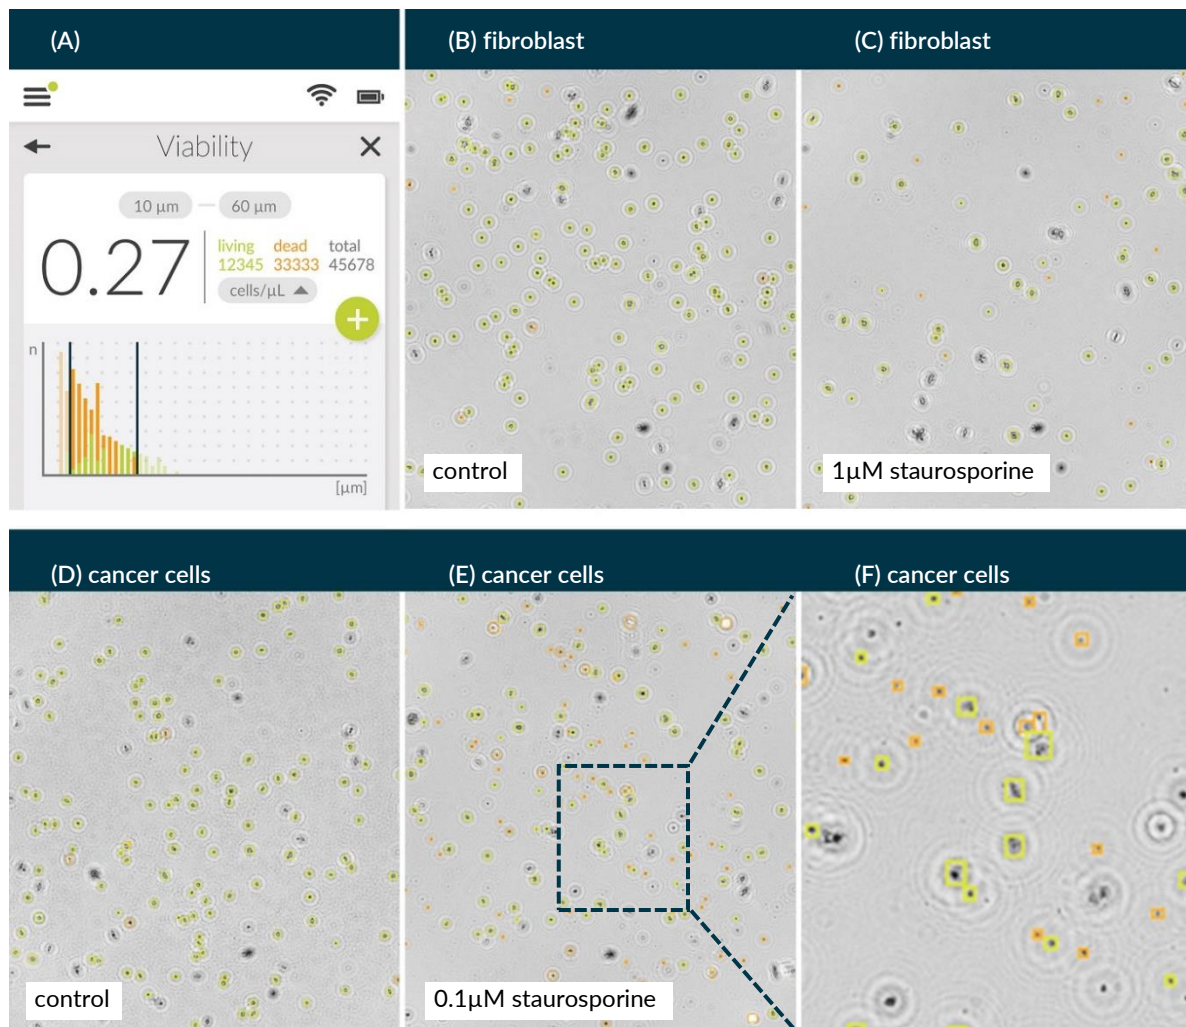 (A)
(B) fibroblast
(C) fibroblast
Viability
10 μm
60 μm
0.27
living dead total
12345 33333 45678
cells/μL
n
[μm]
control
1μM staurosporine
(D) cancer cells
(E) cancer cells
(F) cancer cells
control
0.1μM staurosporine